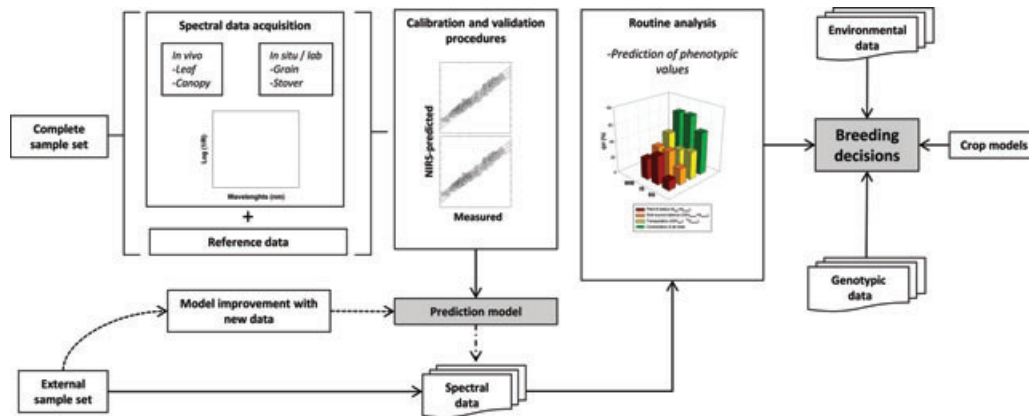 Complete
sample set
Spectral data acquisition
In vivo
-Leaf
-Canopy
In situ / lab
-Grain
-Stover
Log (1/R)
Wavelenghts (nm)
+
Reference data
Calibration and validation
procedures
NIRS-predicted
Measured
Routine analysis
-Prediction of phenotypic
values
Environmental
data
Breeding
decisions
Crop models
Genotypic
data
Model improvement with
new data
Prediction model
External
sample set
Spectral
data